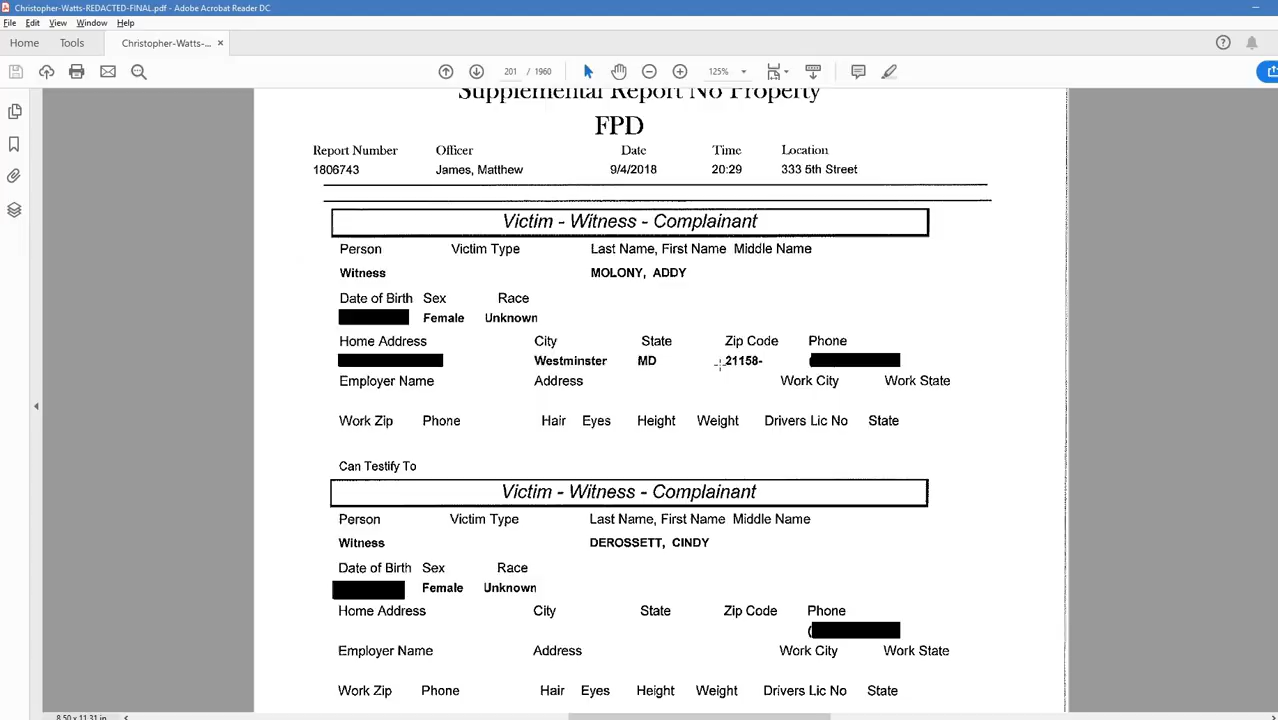 Christopher-Watts-REDACTED-FINAL.pdf - Adobe Acrobat Reader DC
File Edit View Window Help
Home Tools Christopher-Watts-... ×
201 / 1960 125%
Supplemental Report No Property
FPD
Report Number Officer Date Time Location
1806743 James, Matthew 9/4/2018 20:29 333 5th Street
Victim - Witness - Complainant
Person Victim Type Last Name, First Name Middle Name
Witness MOLONY, ADDY
Date of Birth Sex Race
Female Unknown
Home Address City State Zip Code Phone
Westminster MD 21158-
Employer Name Address Work City Work State
Work Zip Phone Hair Eyes Height Weight Drivers Lic No State
Can Testify To
Victim - Witness - Complainant
Person Victim Type Last Name, First Name Middle Name
Witness DEROSSETT, CINDY
Date of Birth Sex Race
Female Unknown
Home Address City State Zip Code Phone
(
Employer Name Address Work City Work State
Work Zip Phone Hair Eyes Height Weight Drivers Lic No State
8.50 x 11.31 in